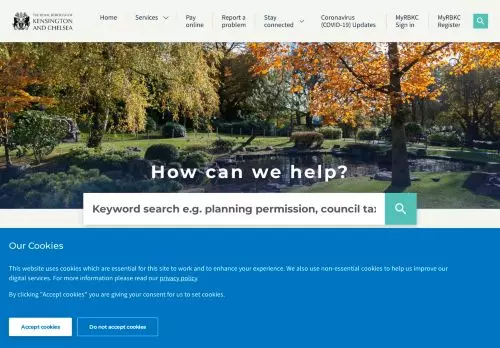 THE ROYAL BOROUGH OF
KENSINGTON
AND CHELSEA
Home
Services
Pay
online
Report a
problem
Stay
connected
Coronavirus
(COVID-19) Updates
MyRBKC
Sign in
MyRBKC
Register
How can we help?
Keyword search e.g. planning permission, council tax
Our Cookies
This website uses cookies which are essential for this site to work and to enhance your experience. We also use non-essential cookies to help us improve our
digital services. For more information please read our privacy policy.
By clicking "Accept cookies" you are giving your consent for us to set cookies.
Accept cookies
Do not accept cookies